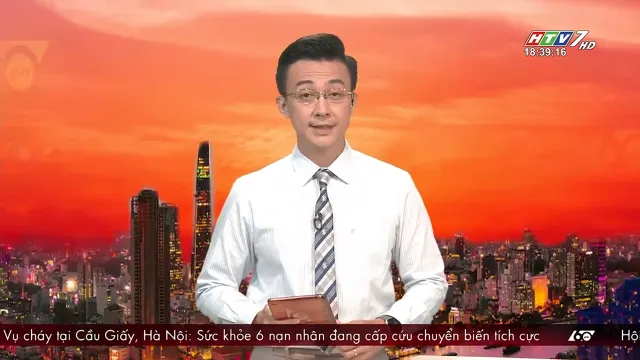 HTV7 HD
18:39:16
Vụ cháy tại Cầu Giấy, Hà Nội: Sức khỏe 6 nạn nhân đang cấp cứu chuyển biến tích cực
Hộ